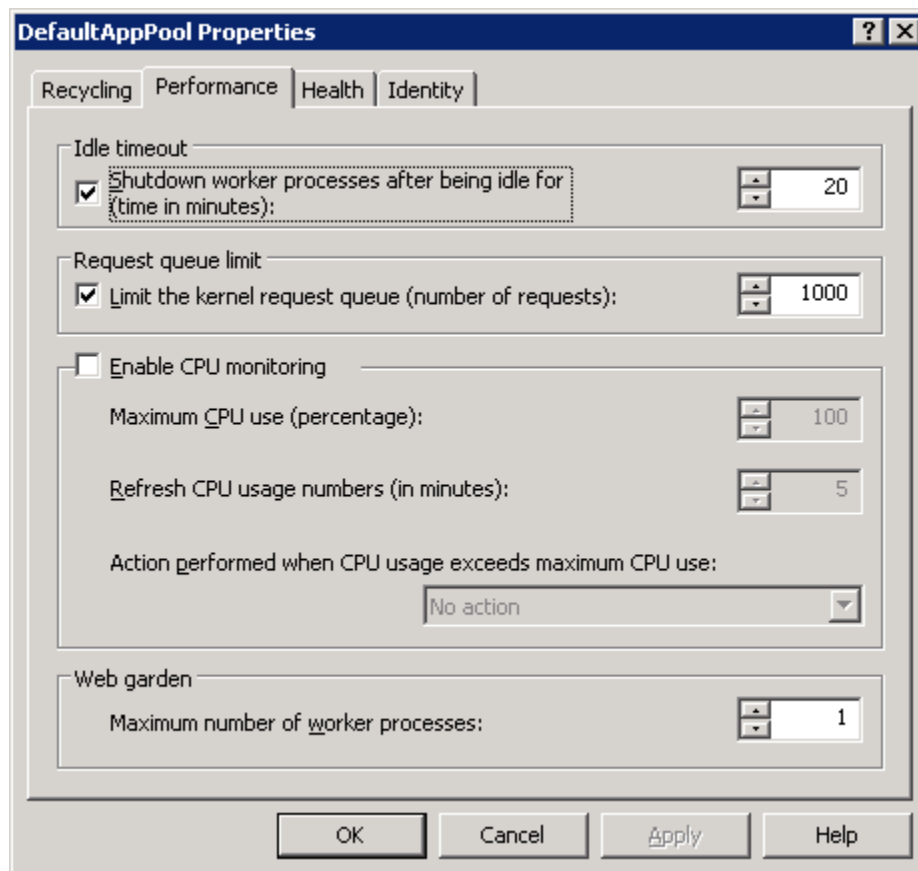 DefaultAppPool Properties
Recycling Performance Health Identity
Idle timeout
Shutdown worker processes after being idle for
(time in minutes):
20
Request queue limit
Limit the kernel request queue (number of requests):
1000
Enable CPU monitoring
Maximum CPU use (percentage):
100
Refresh CPU usage numbers (in minutes):
5
Action performed when CPU usage exceeds maximum CPU use:
No action
Web garden
Maximum number of worker processes:
1
OK Cancel Apply Help